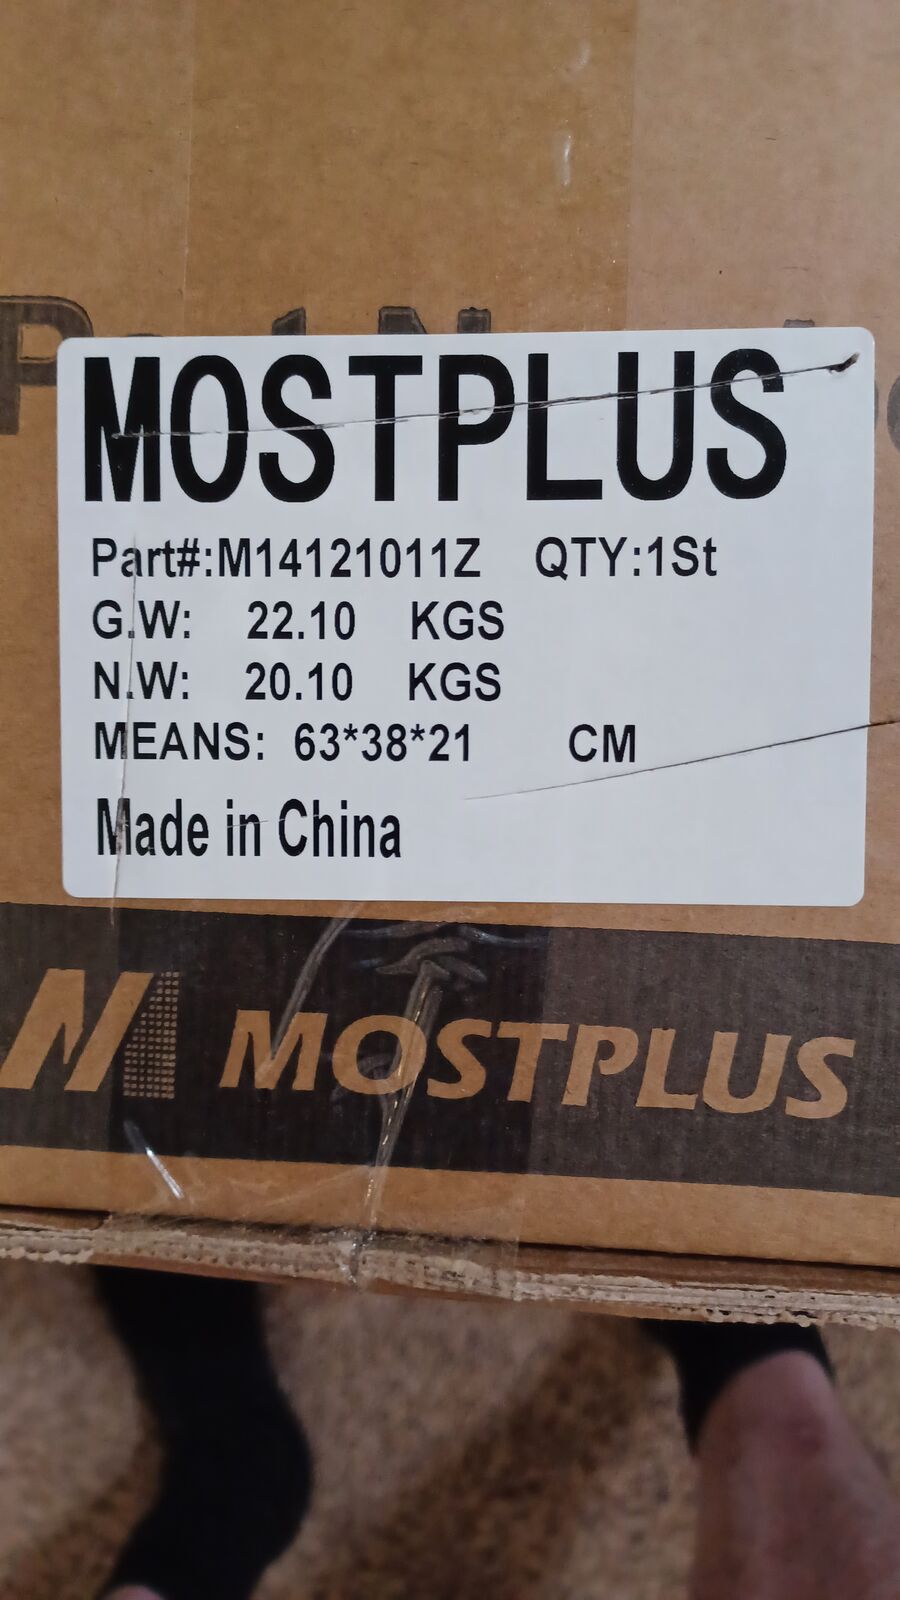 MOSTPLUS
Part#:M14121011Z QTY:1St
G.W: 22.10 KGS
N.W: 20.10 KGS
MEANS: 63*38*21 CM
Made in China
MOSTPLUS